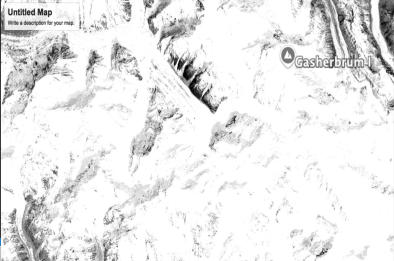 Untitled Map
Write a description for your map.
Gasherbrum I